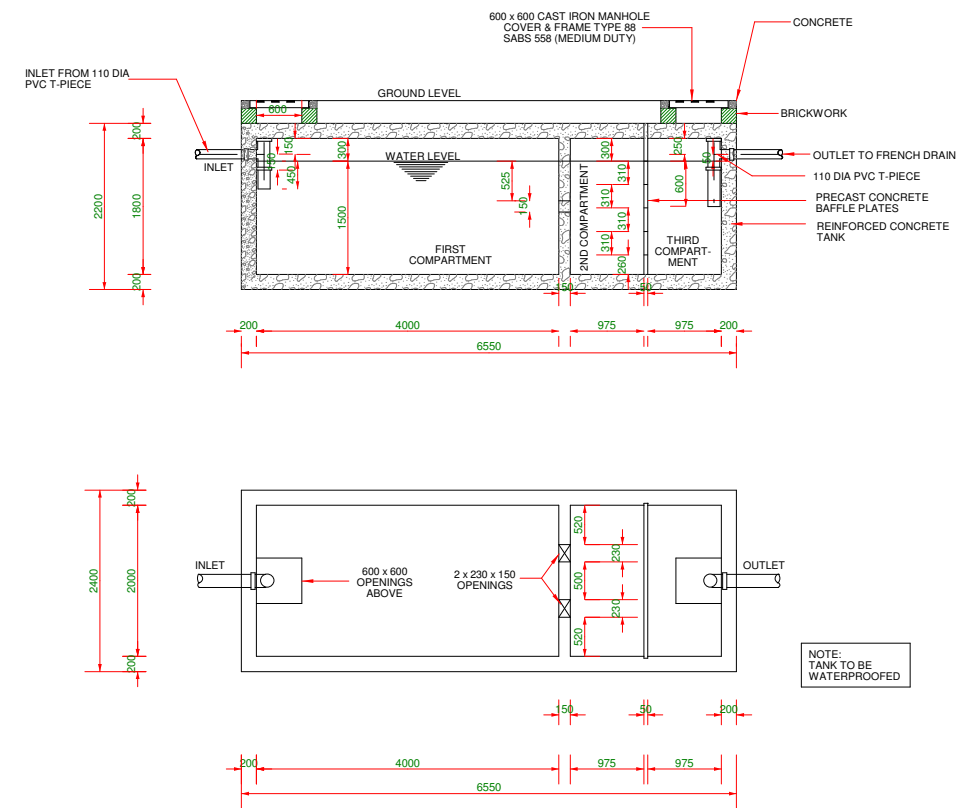 600 x 600 CAST IRON MANHOLE
COVER & FRAME TYPE 88
SABS 558 (MEDIUM DUTY)
CONCRETE
INLET FROM 110 DIA
PVC T-PIECE
GROUND LEVEL
600
BRICKWORK
200
150
300
300
250
WATER LEVEL
INLET
50
450
50
OUTLET TO FRENCH DRAIN
110 DIA PVC T-PIECE
525
310
600
PRECAST CONCRETE
BAFFLE PLATES
2200
1800
1500
150
310
310
REINFORCED CONCRETE
TANK
FIRST
COMPARTMENT
2ND COMPARTMENT
310
THIRD
COMPART-
MENT
260
200
150
50
200
4000
975
975
200
6550
200
520
INLET
600 x 600
OPENINGS
ABOVE
2 x 230 x 150
OPENINGS
230
OUTLET
2400
2000
500
230
520
200
NOTE:
TANK TO BE
WATERPROOFED
150
50
200
200
4000
975
975
6550